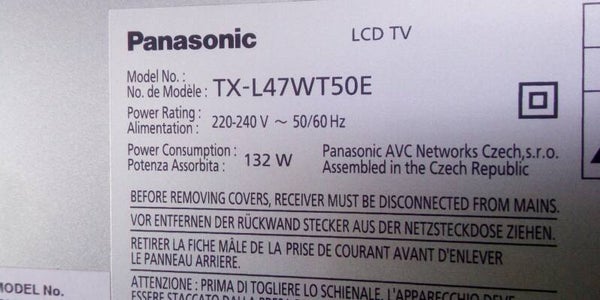 Panasonic LCD TV
Model No. :
No. de Modèle : TX-L47WT50E
Power Rating :
Alimentation : 220-240 V ～ 50/60 Hz
Power Consumption :
Potenza Assorbita : 132 W
Panasonic AVC Networks Czech,s.r.o.
Assembled in the Czech Republic
BEFORE REMOVING COVERS, RECEIVER MUST BE DISCONNECTED FROM MAINS.
VOR ENTFERNEN DER RÜCKWAND STECKER AUS DER NETZSTECKDOSE ZIEHEN.
RETIRER LA FICHE MÂLE DE LA PRISE DE COURANT AVANT D'ENLEVER
LE PANNEAU ARRIERE.
ATTENZIONE : PRIMA DI TOGLIERE LO SCHIENALE, L'APPARECCHIO DEVE
ESSERE STACCATO DALLA
MODEL No.